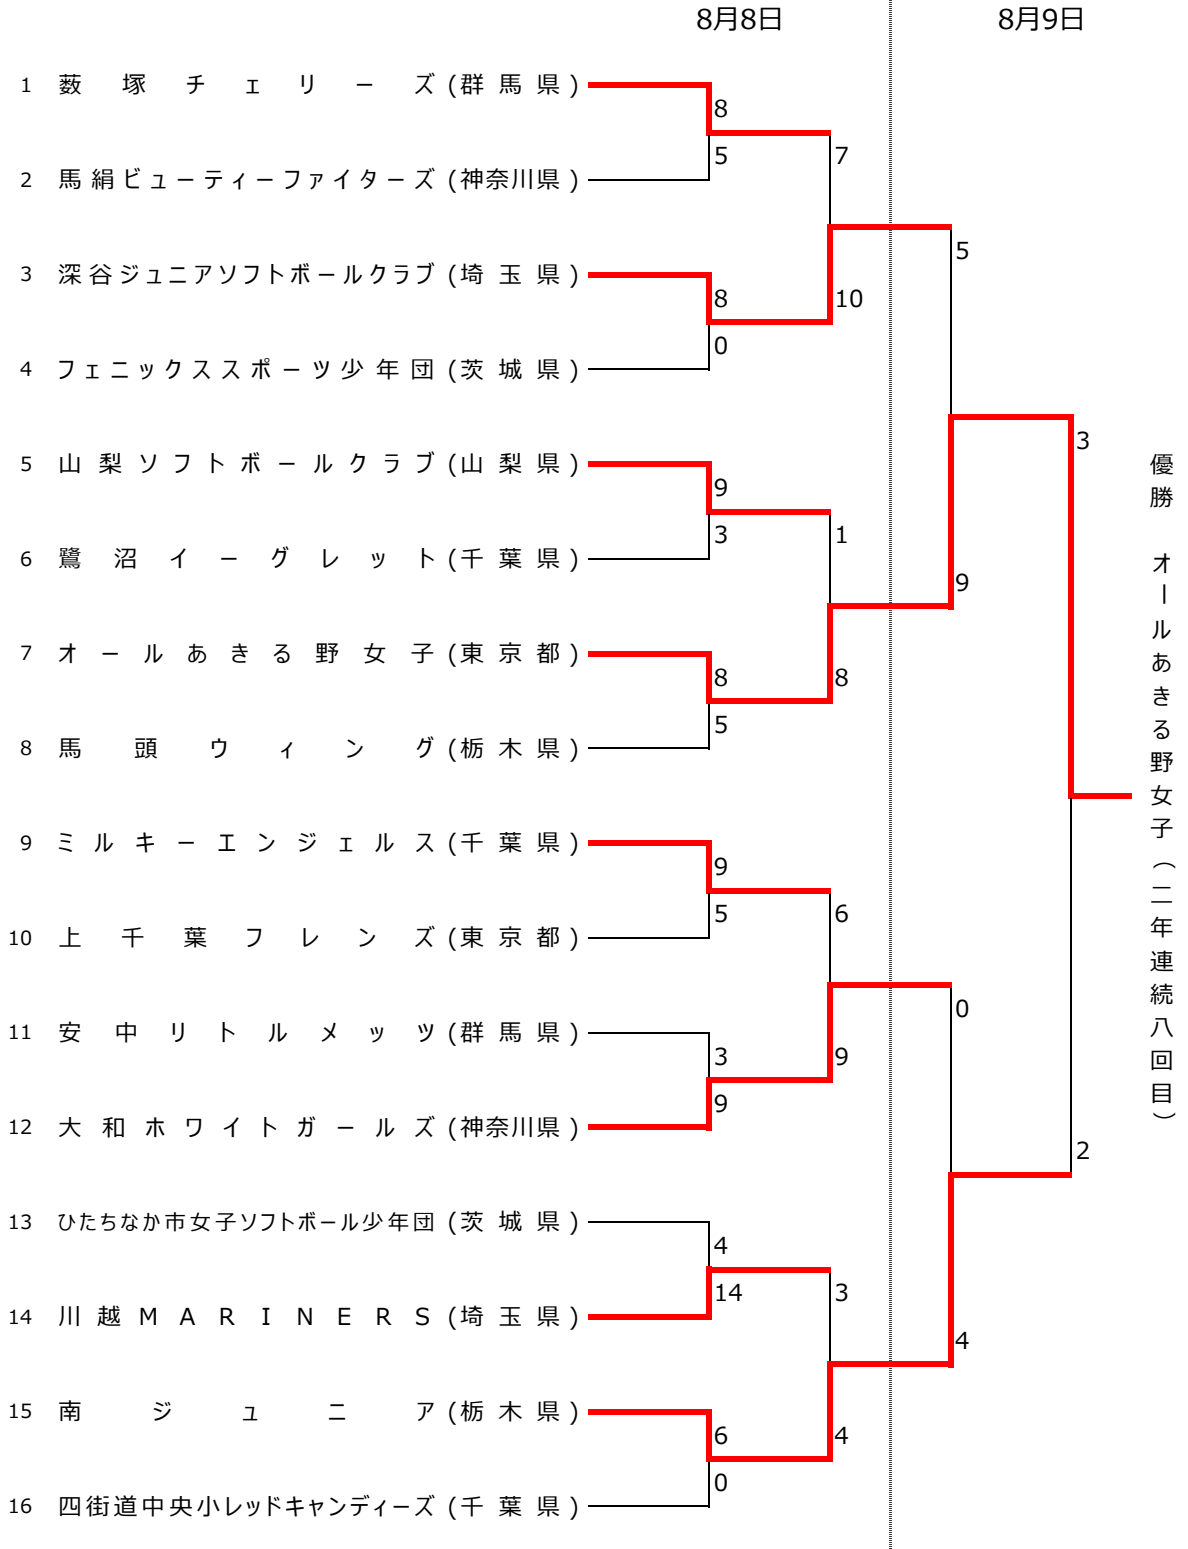 8月8日 8月9日
1 薮塚チェリーズ(群馬県)
8
5 7
2 馬絹ビューティーファイターズ(神奈川県)
5
3 深谷ジュニアソフトボールクラブ(埼玉県)
8 10
0
4 フェニックススポーツ少年団(茨城県)
3
5 山梨ソフトボールクラブ(山梨県)
9
3 1
6 鷺沼イーグレット(千葉県)
9
7 オールあきる野女子(東京都)
8 8
5
8 馬頭ウィング(栃木県)
9 ミルキーエンジェルス(千葉県)
9
5 6
10 上千葉フレンズ(東京都)
0
11 安中リトルメッツ(群馬県)
3 9
9
12 大和ホワイトガールズ(神奈川県)
2
13 ひたちなか市女子ソフトボール少年団(茨城県)
4
14 3
14 川越MARINERS(埼玉県)
4
15 南ジュニア(栃木県)
6 4
0
16 四街道中央小レッドキャンディーズ(千葉県)
優勝 オールあきる野女子(二年連続八回目)